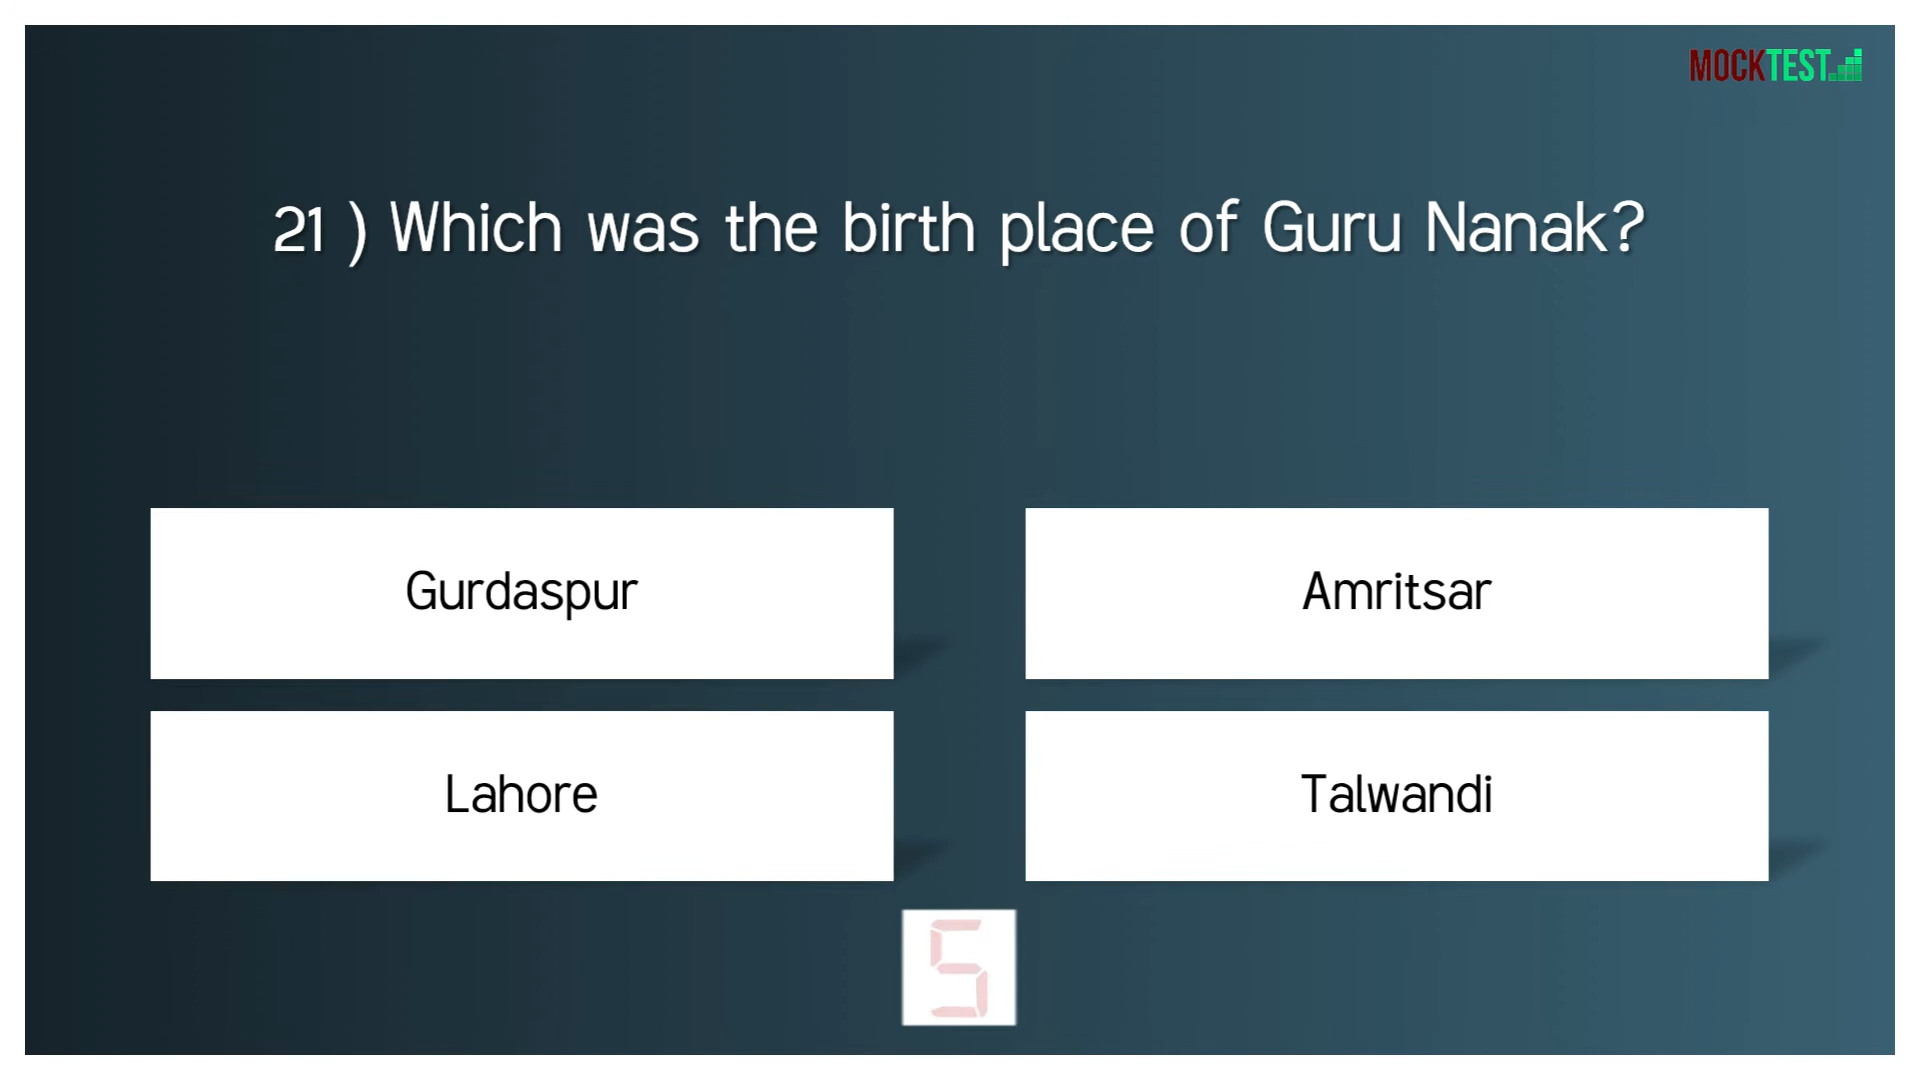 MOCKTEST
21 ) Which was the birth place of Guru Nanak?
Gurdaspur
Amritsar
Lahore
Talwandi
5